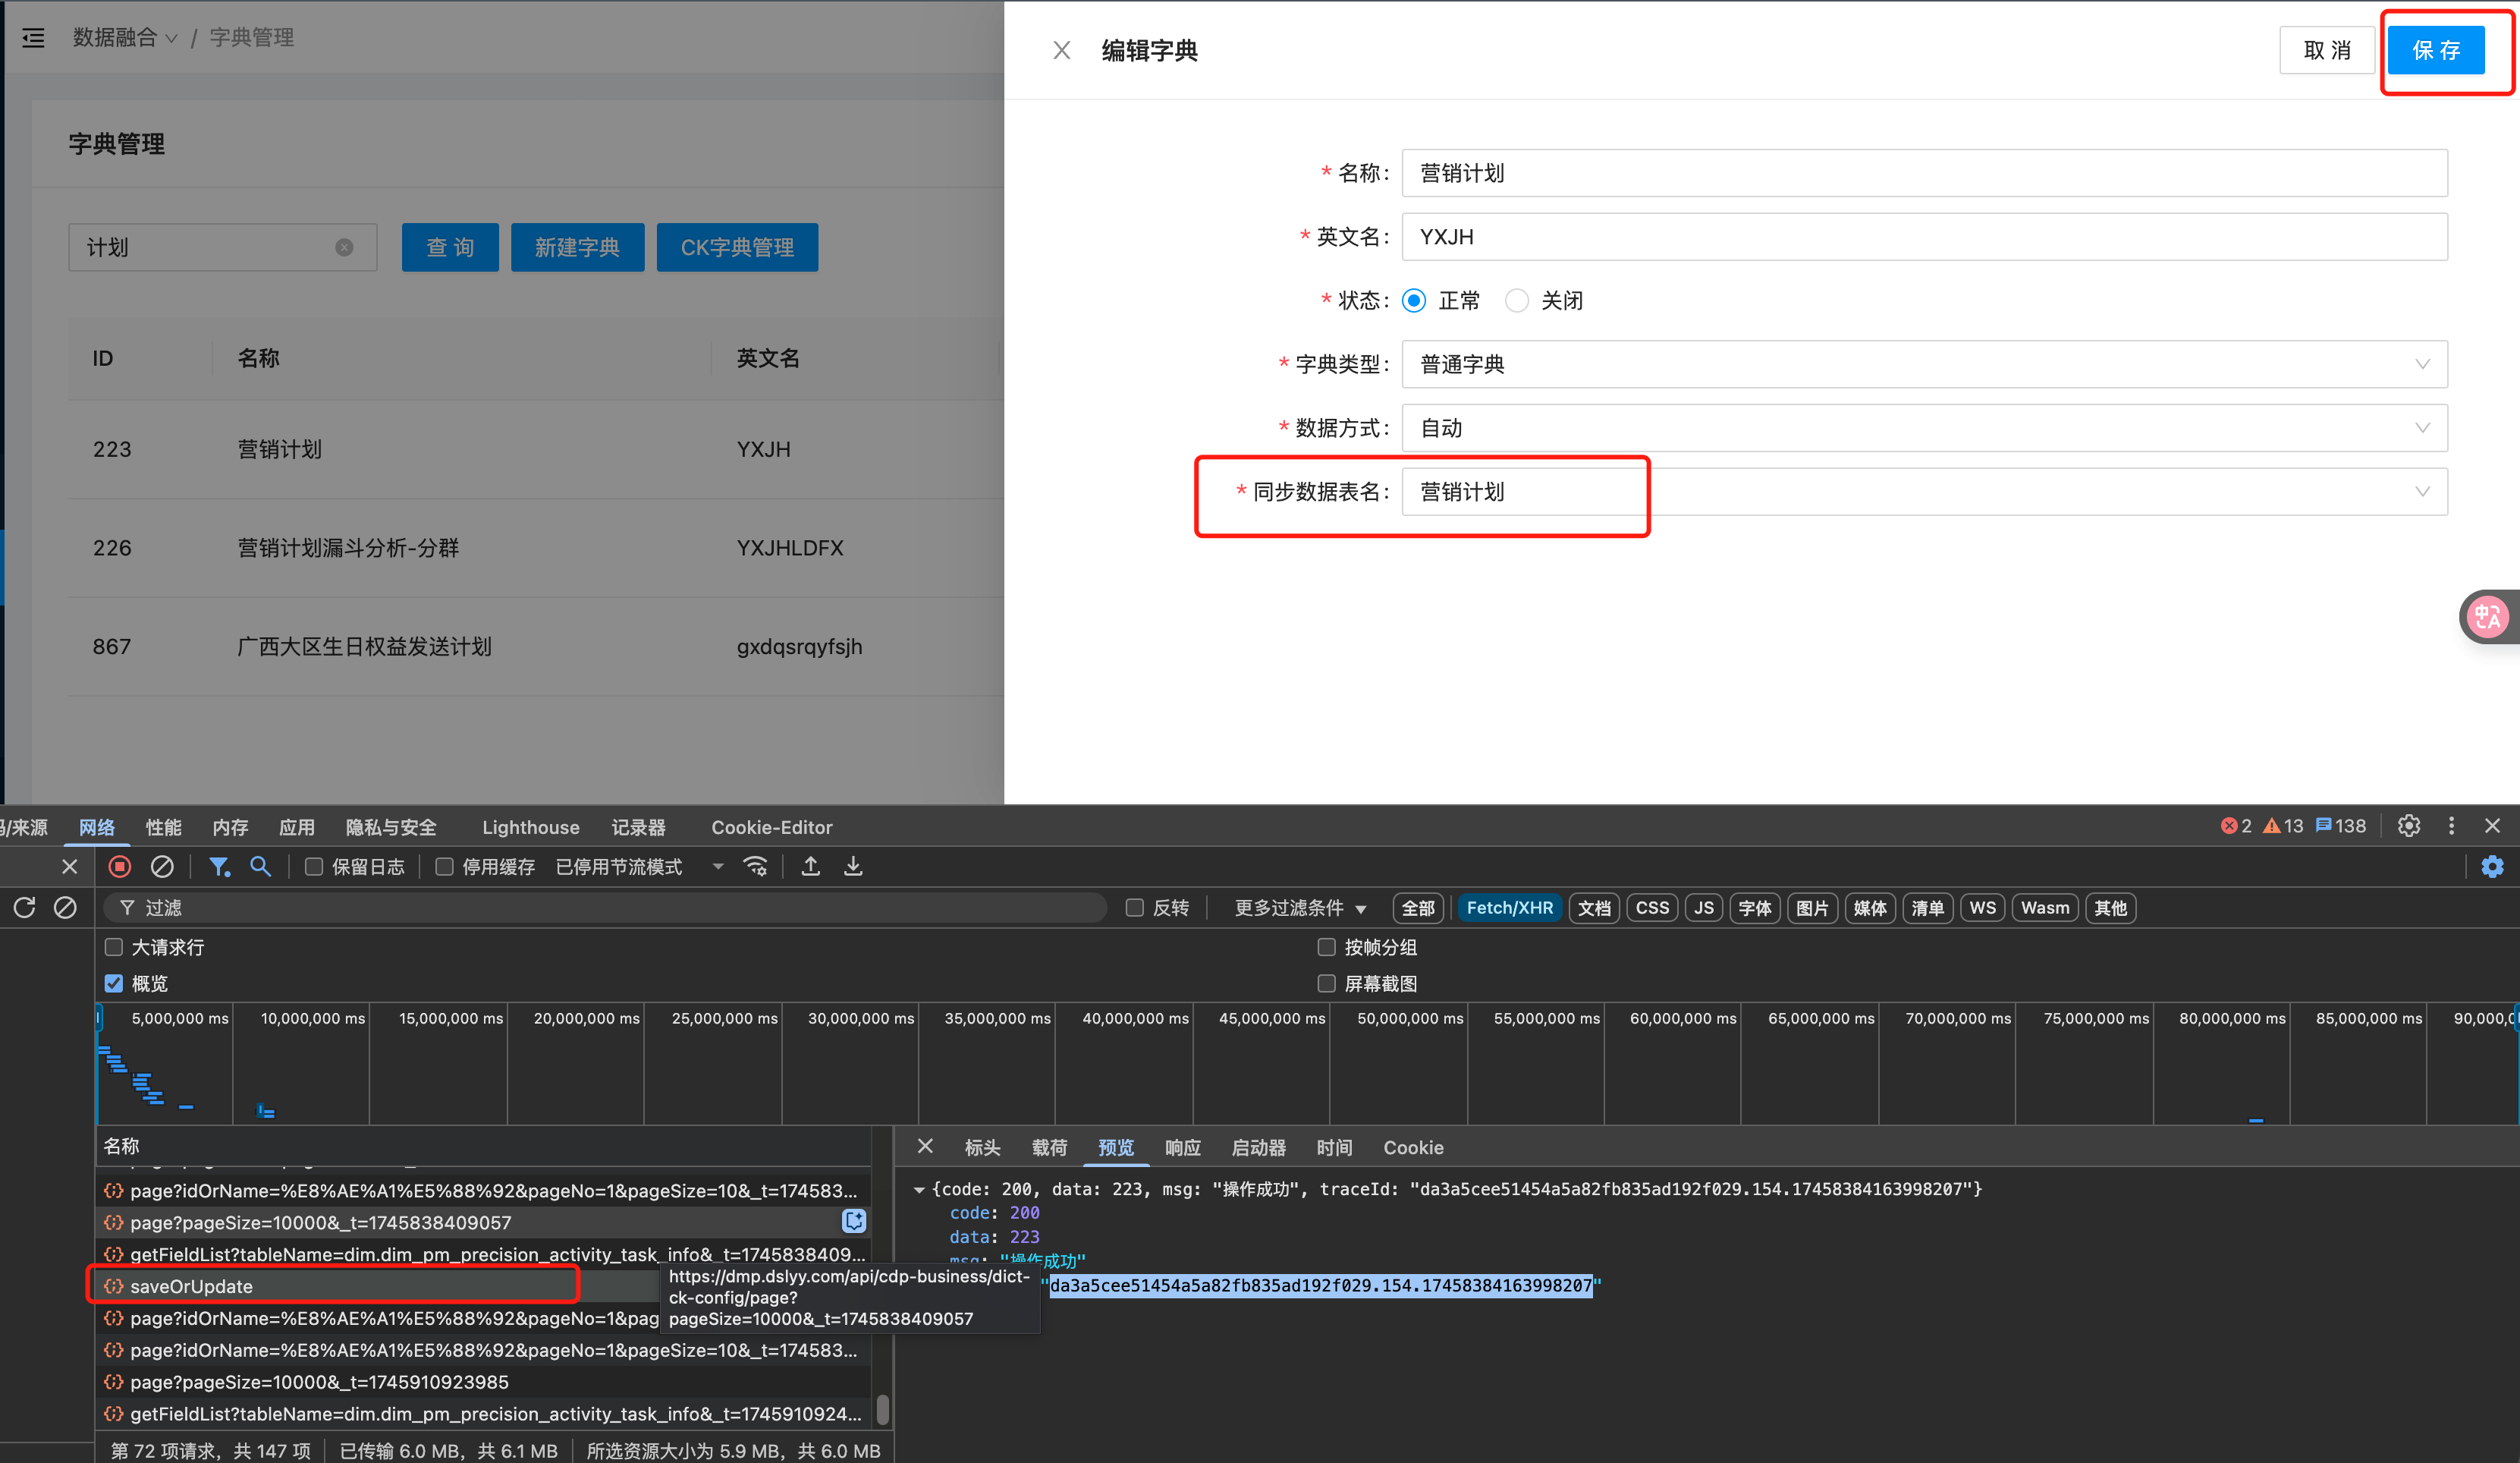 数据融合 / 字典管理
字典管理
计划
查 询
新建字典
CK字典管理
ID 名称 英文名
223 营销计划 YXJH
226 营销计划漏斗分析-分群 YXJHLDFX
867 广西大区生日权益发送计划 gxdqsrqyfsjh
编辑字典
取 消
保 存
* 名称: 营销计划
* 英文名: YXJH
* 状态: 正常 关闭
* 字典类型: 普通字典
* 数据方式: 自动
* 同步数据表名: 营销计划
中 A
/来源 网络 性能 内存 应用 隐私与安全 Lighthouse 记录器 Cookie-Editor 2 13 138
保留日志 停用缓存 已停用节流模式
过滤 反转 更多过滤条件 全部 Fetch/XHR 文档 CSS JS 字体 图片 媒体 清单 WS Wasm 其他
大请求行 按帧分组
概览 屏幕截图
5,000,000 ms 10,000,000 ms 15,000,000 ms 20,000,000 ms 25,000,000 ms 30,000,000 ms 35,000,000 ms 40,000,000 ms 45,000,000 ms 50,000,000 ms 55,000,000 ms 60,000,000 ms 65,000,000 ms 70,000,000 ms 75,000,000 ms 80,000,000 ms 85,000,000 ms 90,000,0
名称
page?idOrName=%E8%AE%A1%E5%88%92&pageNo=1&pageSize=10&_t=174583...
page?pageSize=10000&_t=1745838409057
getFieldList?tableName=dim.dim_pm_precision_activity_task_info&_t=1745838409...
saveOrUpdate
page?idOrName=%E8%AE%A1%E5%88%92&pageNo=1&pag
page?idOrName=%E8%AE%A1%E5%88%92&pageNo=1&pageSize=10&_t=174583...
page?pageSize=10000&_t=1745910923985
getFieldList?tableName=dim.dim_pm_precision_activity_task_info&_t=1745910924...
https://dmp.dslyy.com/api/cdp-business/dict-
ck-config/page?
pageSize=10000&_t=1745838409057
标头 载荷 预览 响应 启动器 时间 Cookie
{code: 200, data: 223, msg: "操作成功", traceId: "da3a5cee51454a5a82fb835ad192f029.154.17458384163998207"}
code: 200
data: 223
msg: "操作成功"
"da3a5cee51454a5a82fb835ad192f029.154.17458384163998207"
第 72 项请求，共 147 项 已传输 6.0 MB，共 6.1 MB 所选资源大小为 5.9 MB，共 6.0 MB